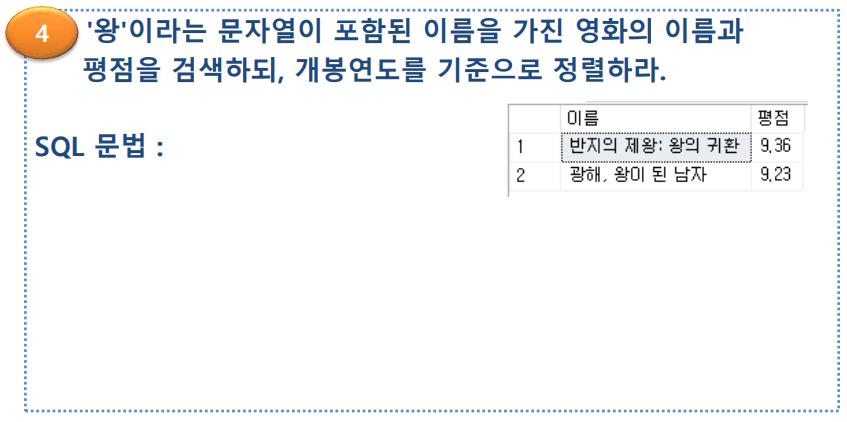 4 '왕'이라는 문자열이 포함된 이름을 가진 영화의 이름과
평점을 검색하되, 개봉연도를 기준으로 정렬하라.
SQL 문법 :
이름 평점
1 반지의 제왕: 왕의 귀환 9,36
2 광해, 왕이 된 남자 9,23